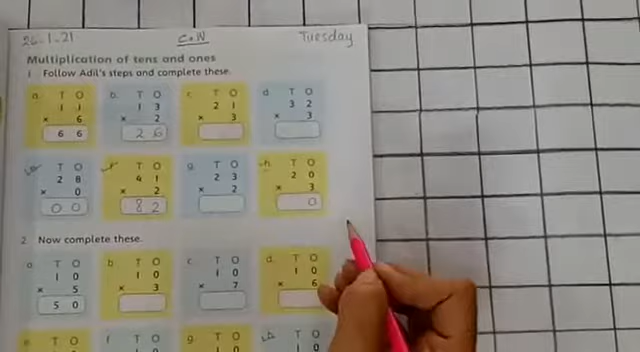 26.1.21 C.W Tuesday
Multiplication of tens and ones
1 Follow Adil's steps and complete these.
a. T O b. T O c. T O d. T O
1 1 1 3 2 1 3 2
× 6 × 2 × 3 × 3
6 6 2 6
T O T O g. T O h. T O
2 8 4 1 2 3 2 0
× 0 × 2 × 2 × 3
0 0 8 2 0
2 Now complete these.
a. T O b. T O c. T O d. T O
1 0 1 0 1 0 1 0
× 5 × 3 × 7 × 6
5 0
e. T O f. T O g. T O h. T O